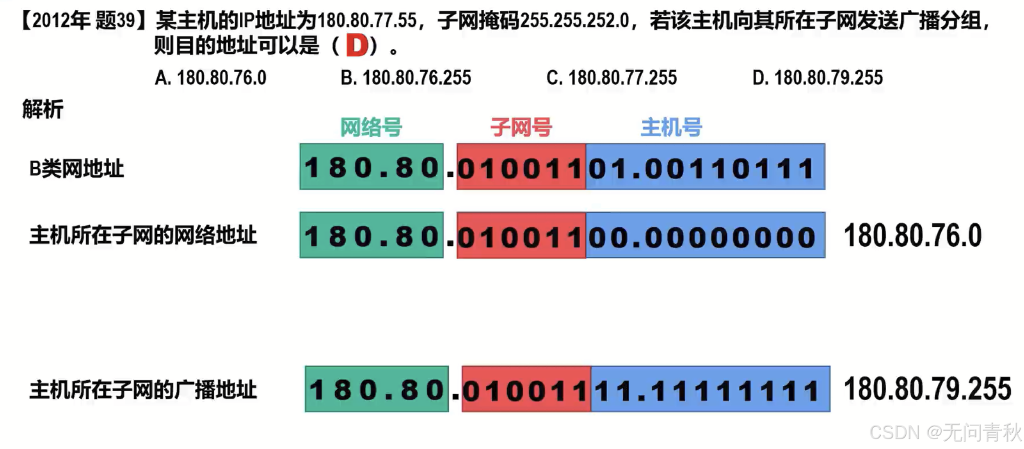 【2012年 题39】某主机的IP地址为180.80.77.55，子网掩码255.255.252.0，若该主机向其所在子网发送广播分组，
则目的地址可以是（ D ）。
A. 180.80.76.0 B. 180.80.76.255 C. 180.80.77.255 D. 180.80.79.255
解析
网络号 子网号 主机号
B类网地址 180.80.01001101.00110111
主机所在子网的网络地址 180.80.01001100.00000000 180.80.76.0
主机所在子网的广播地址 180.80.01001111.11111111 180.80.79.255
CSDN @无问青秋